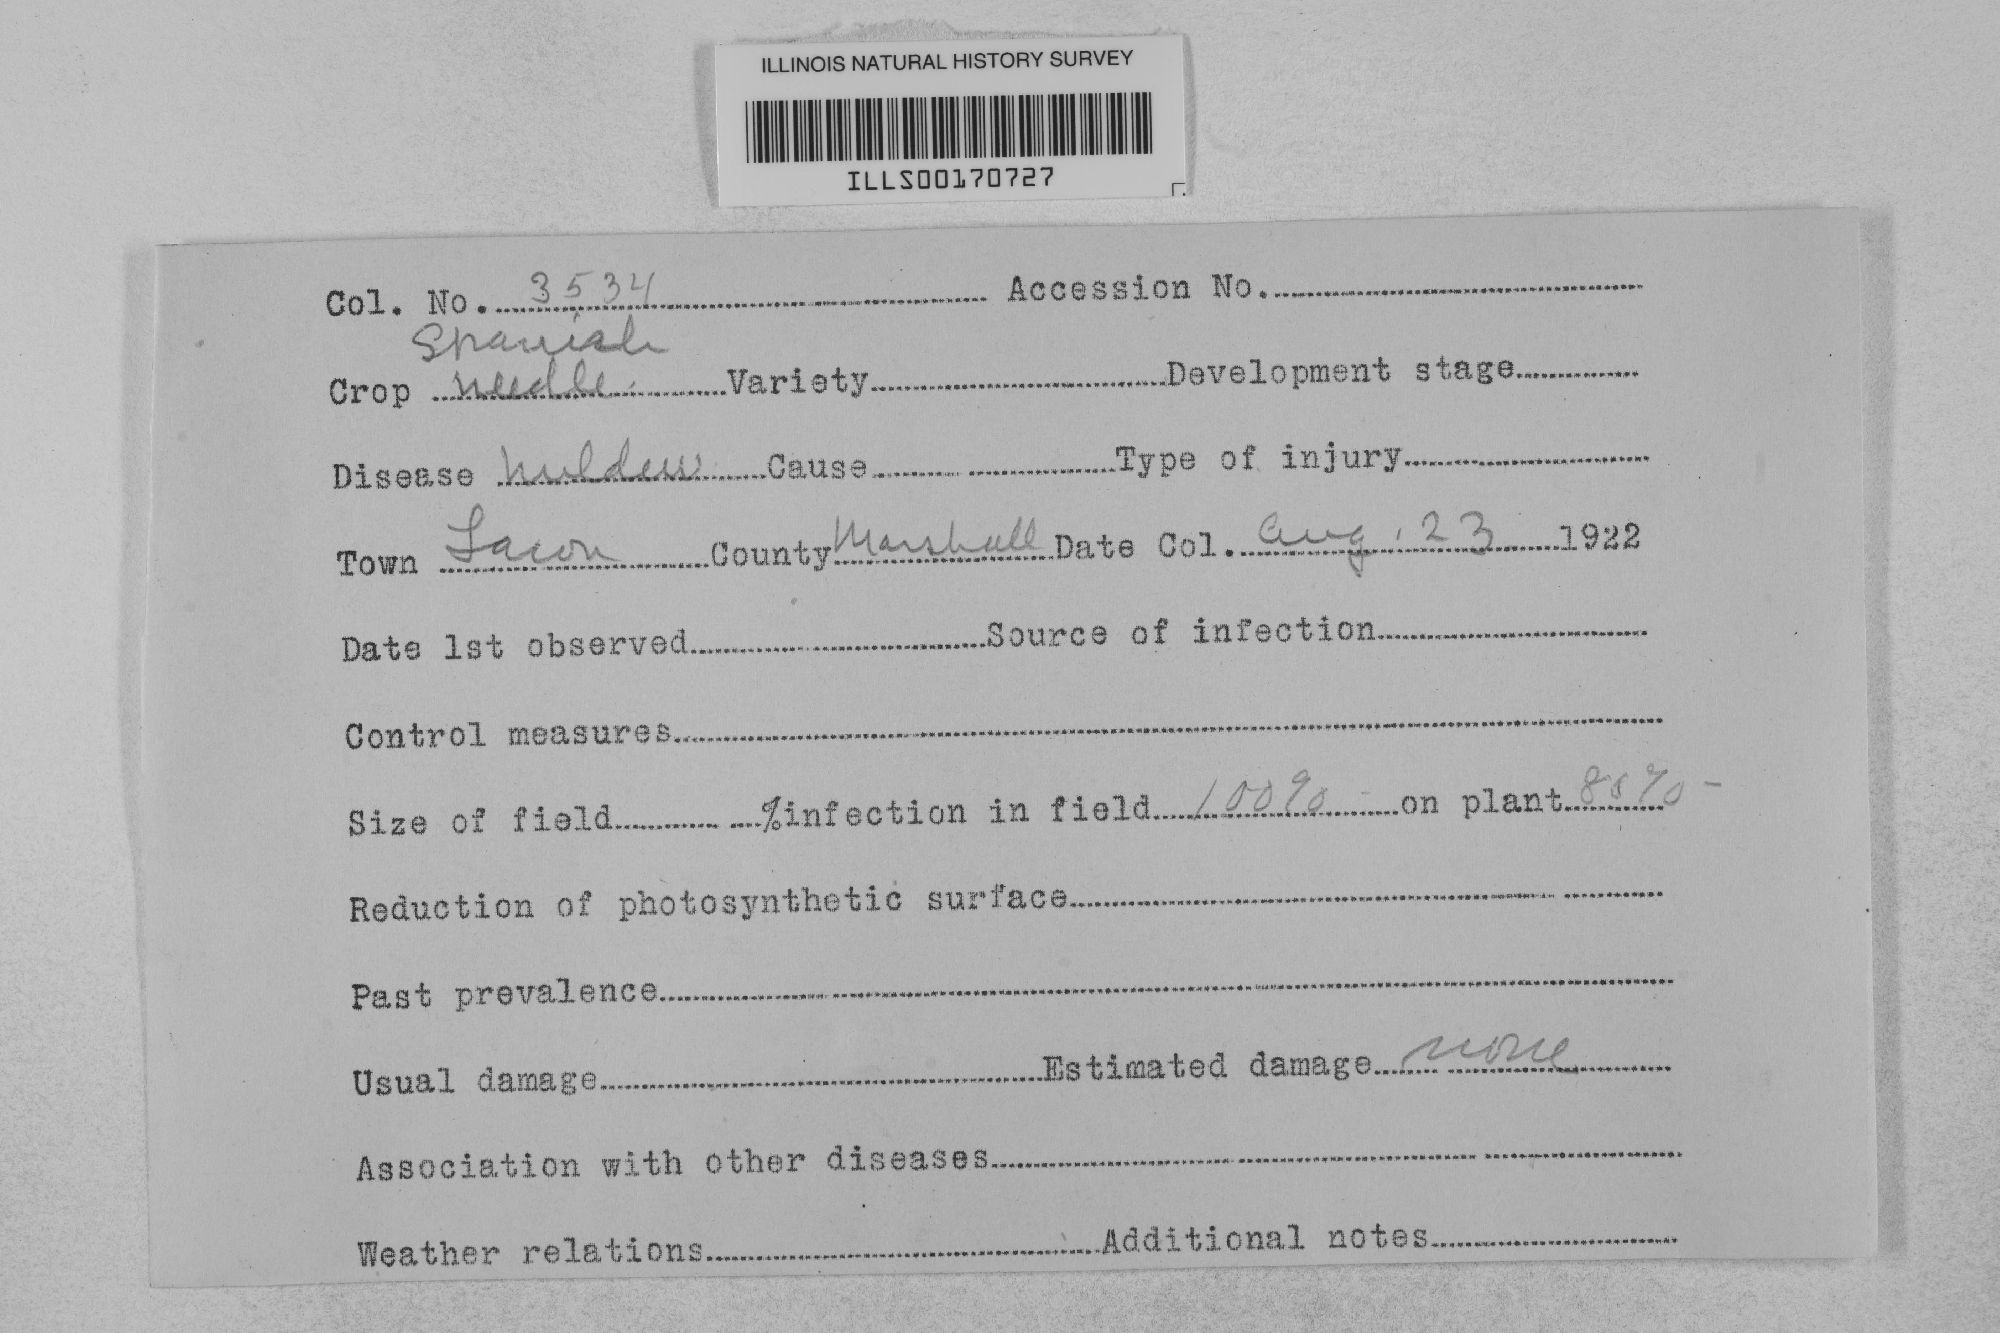 ILLINOIS NATURAL HISTORY SURVEY
ILLS00170727
Col. No. 3534 Accession No.
Spanish
Crop needle Variety Development stage
Disease mildew Cause Type of injury
Town Lacon County Marshall Date Col. Aug. 23 1922
Date 1st observed Source of infection
Control measures
Size of field %infection in field 100% on plant 80% -
Reduction of photosynthetic surface
Past prevalence
Usual damage Estimated damage none
Association with other diseases
Weather relations Additional notes